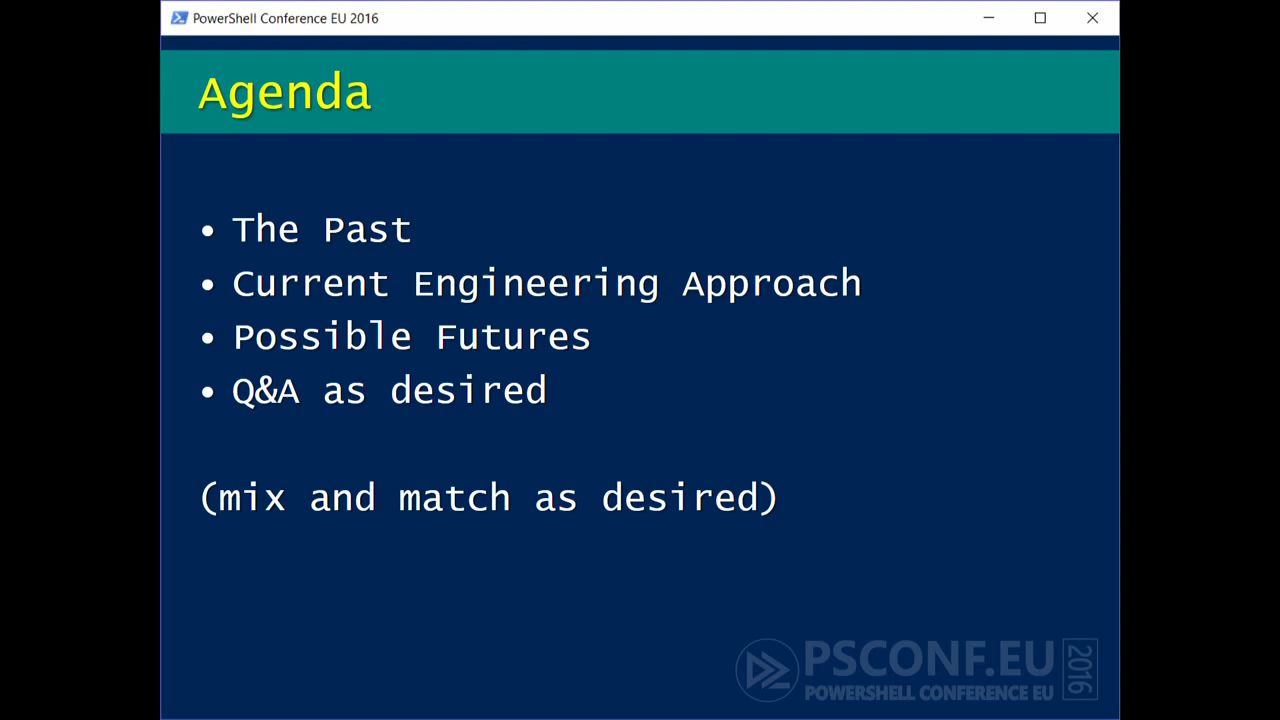 PowerShell Conference EU 2016
Agenda
• The Past
• Current Engineering Approach
• Possible Futures
• Q&A as desired
(mix and match as desired)
PSCONF.EU
POWERSHELL CONFERENCE EU
2016